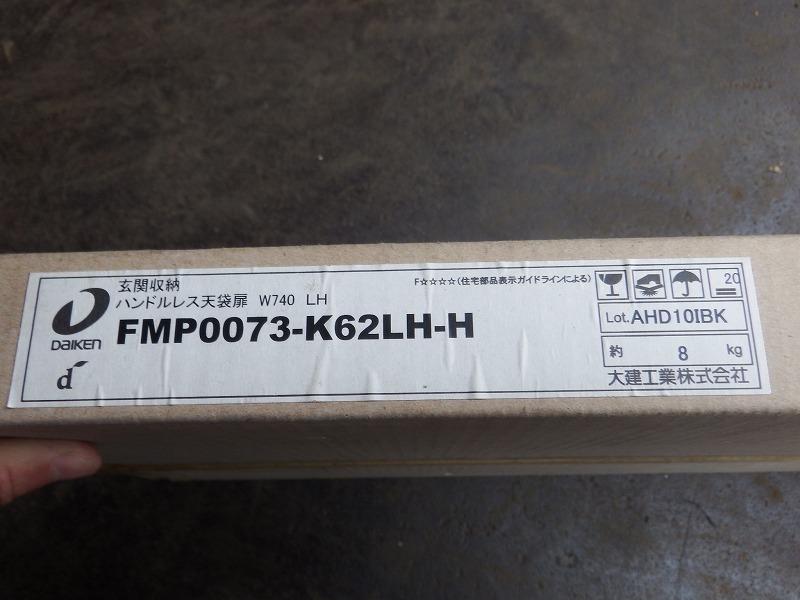 玄関収納
ハンドルレス天袋扉 W740 LH
F☆☆☆☆(住宅部品表示ガイドラインによる)
20
DAIKEN
FMP0073-K62LH-H
Lot.AHD10IBK
約 8 kg
d
大建工業株式会社